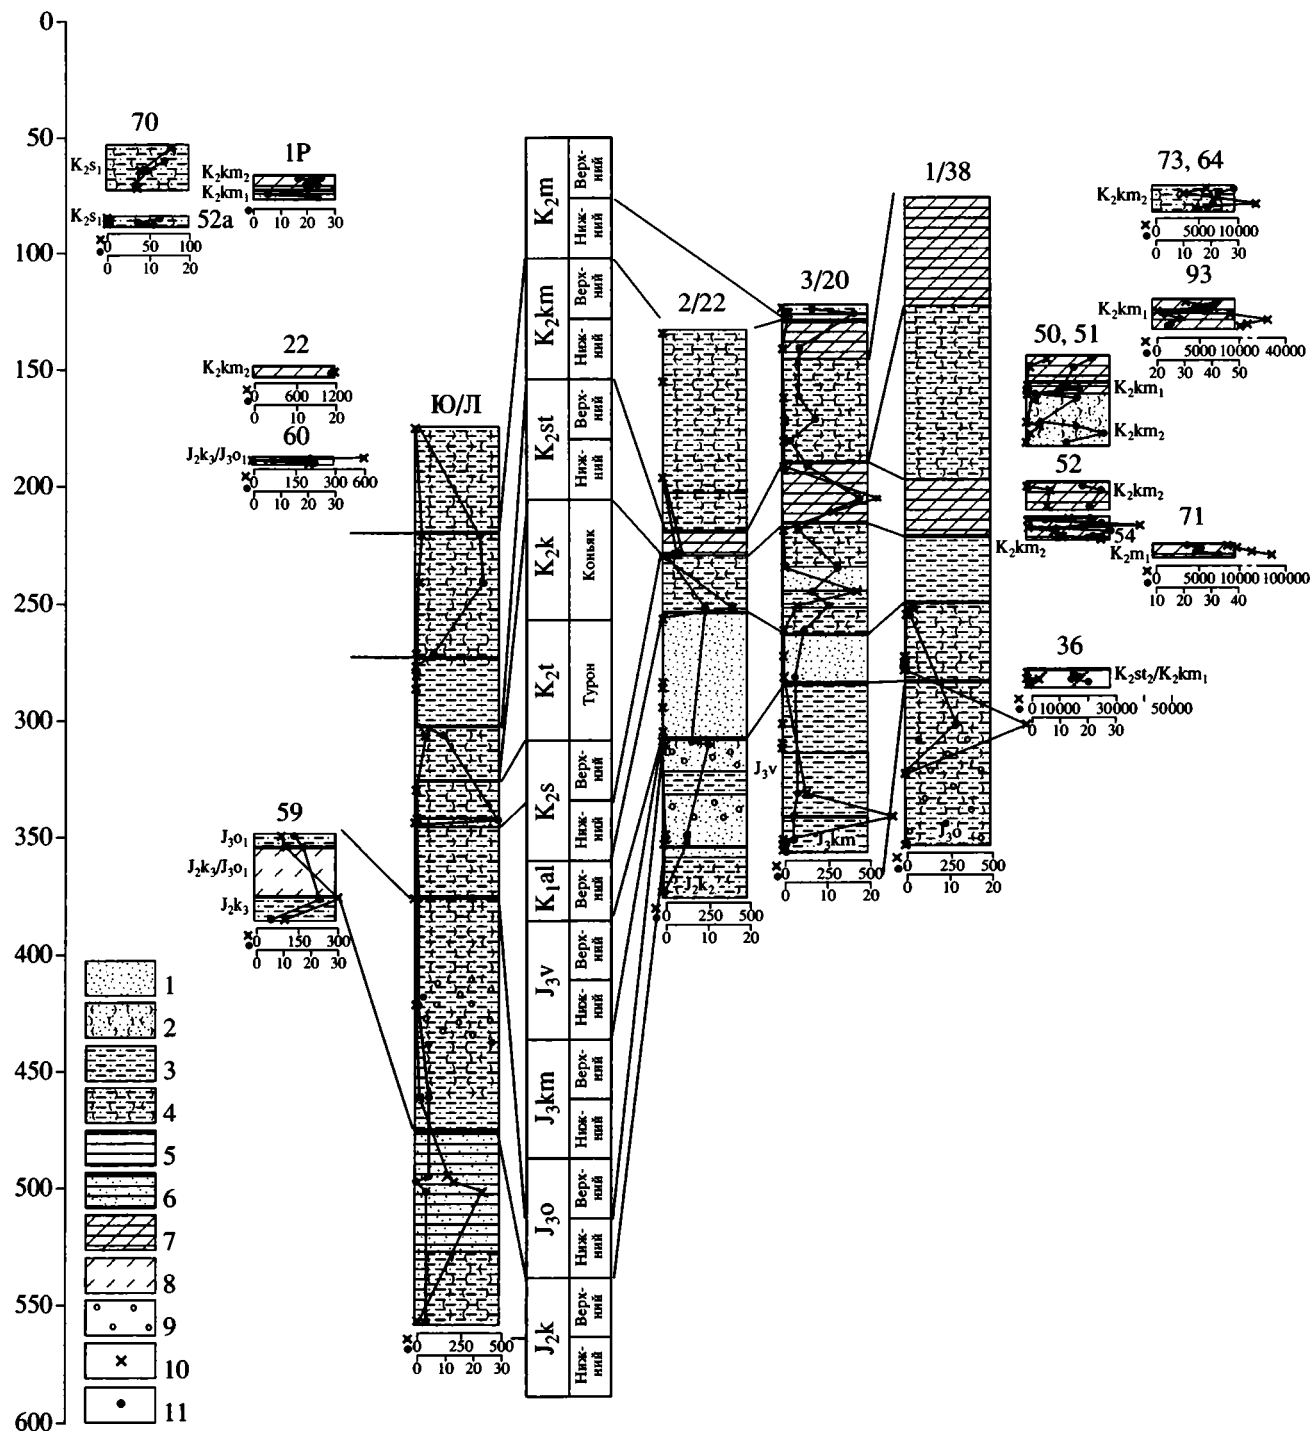 0
50
100
150
200
250
300
350
400
450
500
550
600
70
K₂s₁
K₂s₁
52a
0 50 100
0 10 20
1P
K₂km₂
K₂km₁
0 10 20 30
22
K₂km₂
0 600 1200
0 10 20
60
J₂k₃/J₃o₁
0 150 300 600
0 10 20 30
59
J₃o₁
J₂k₃/J₃o₁
J₂k₃
0 150 300
0 10 20 30
1
2
3
4
5
6
7
8
9
10
11
Ю/Л
0 250 500
0 10 20 30
K₂m
Верх-
ний
Ниж-
ний
K₂km
Верх-
ний
Ниж-
ний
K₂st
Верх-
ний
Ниж-
ний
K₂k
Коньяк
K₂t
Турон
K₂s
Верх-
ний
Ниж-
ний
K₁al
Верх-
ний
J₃v
Верх-
ний
Ниж-
ний
J₃km
Верх-
ний
Ниж-
ний
J₃o
Верх-
ний
Ниж-
ний
J₂k
Верх-
ний
Ниж-
ний
2/22
J₂k₂
0 250 500
0 10 20
3/20
J₃v
J₃km
0 250 500
0 10 20
1/38
J₃o
0 250 500
0 10 20
73, 64
K₂km₂
0 5000 10000
0 10 20 30
93
K₂km₁
0 5000 10000 40000
20 30 40 50
50, 51
K₂km₁
K₂km₂
52
K₂km₂
54
K₂km₂
71
K₂m₁
0 5000 10000 100000
10 20 30 40
36
K₂st₂/K₂km₁
0 10000 30000 50000
0 10 20 30